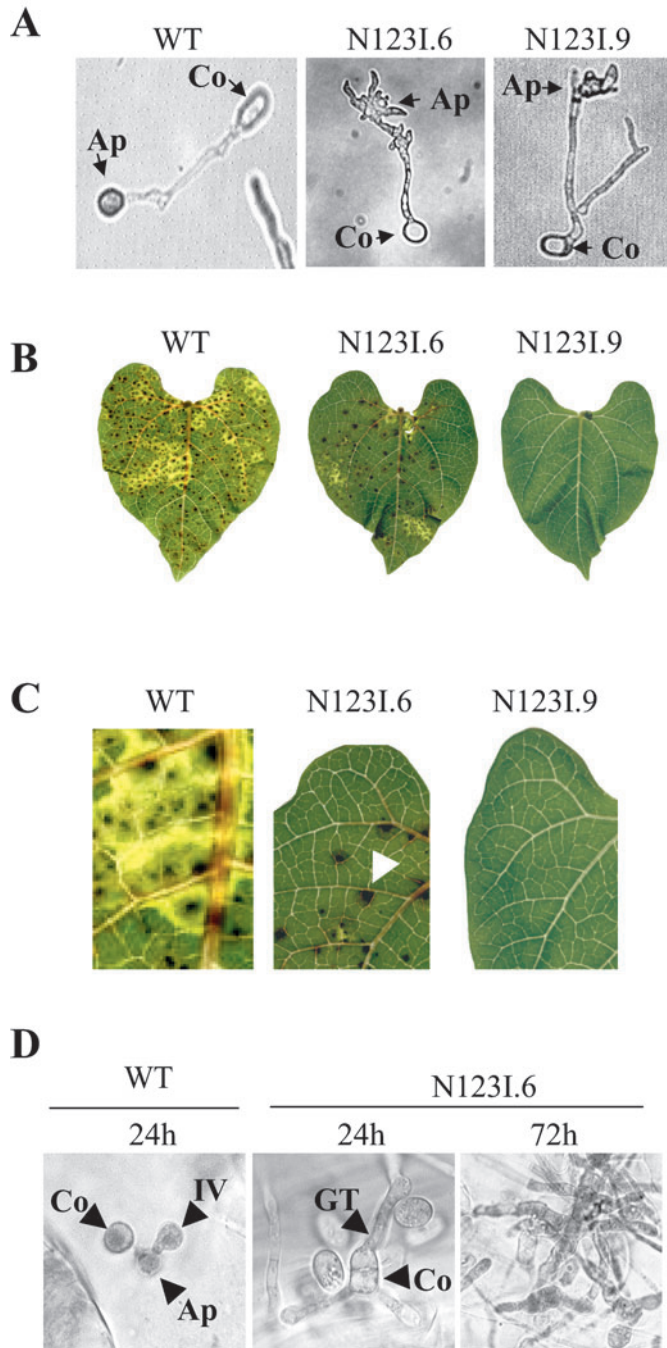 A
WT N123I.6 N123I.9
Co Ap Ap
Ap Co Co
B
WT N123I.6 N123I.9
C
WT N123I.6 N123I.9
D
WT N123I.6
24h 24h 72h
Co IV GT
Ap Co